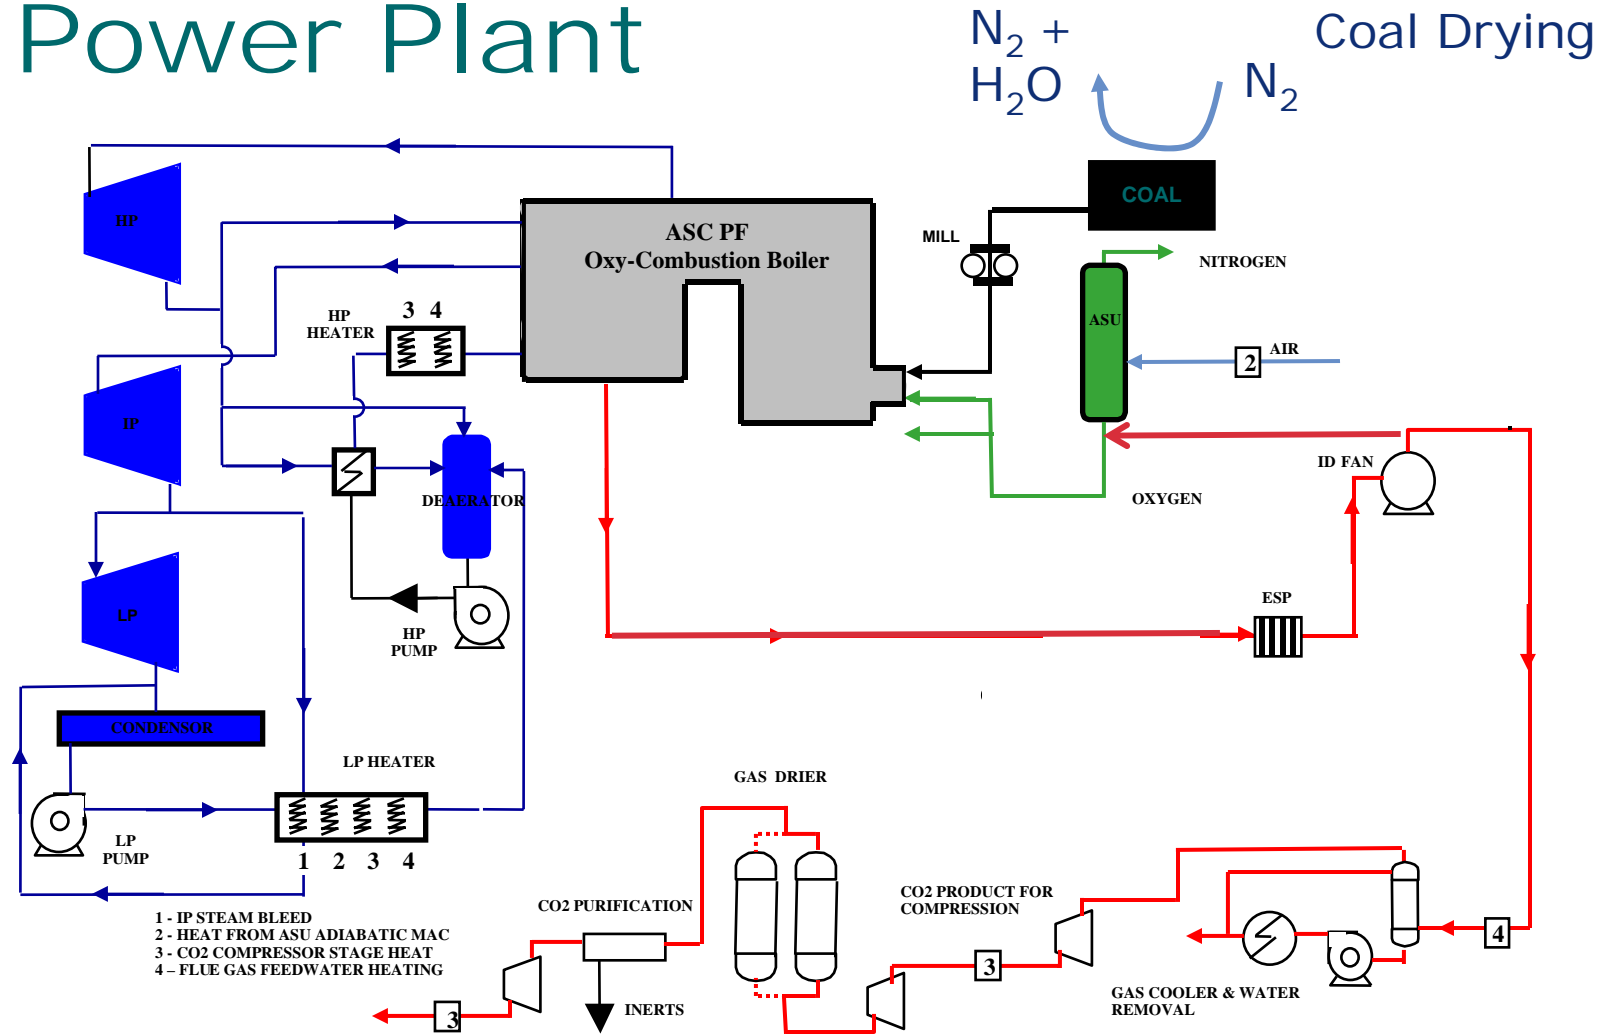 Power Plant
N2 +
H2O
N2
Coal Drying
COAL
HP
ASC PF
Oxy-Combustion Boiler
MILL
NITROGEN
HP
HEATER
3 4
ASU
AIR
2
IP
ID FAN
DEAERATOR
OXYGEN
LP
HP
PUMP
ESP
CONDENSOR
LP HEATER
GAS DRIER
LP
PUMP
1 2 3 4
CO2 PURIFICATION
CO2 PRODUCT FOR
COMPRESSION
1 - IP STEAM BLEED
2 - HEAT FROM ASU ADIABATIC MAC
3 - CO2 COMPRESSOR STAGE HEAT
4 – FLUE GAS FEEDWATER HEATING
4
3
GAS COOLER & WATER
REMOVAL
INERTS
3